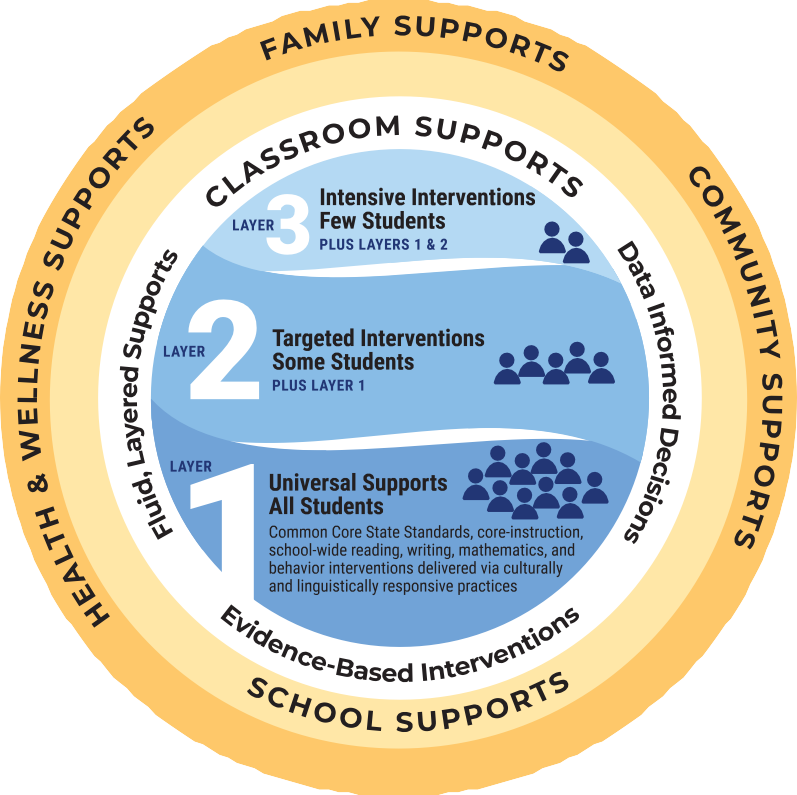 FAMILY SUPPORTS
HEALTH & WELLNESS SUPPORTS
COMMUNITY SUPPORTS
CLASSROOM SUPPORTS
Fluid, Layered Supports
Data Informed Decisions
LAYER 3
Intensive Interventions
Few Students
PLUS LAYERS 1 & 2
LAYER 2
Targeted Interventions
Some Students
PLUS LAYER 1
LAYER 1
Universal Supports
All Students
Common Core State Standards, core-instruction,
school-wide reading, writing, mathematics, and
behavior interventions delivered via culturally
and linguistically responsive practices
Evidence-Based Interventions
SCHOOL SUPPORTS